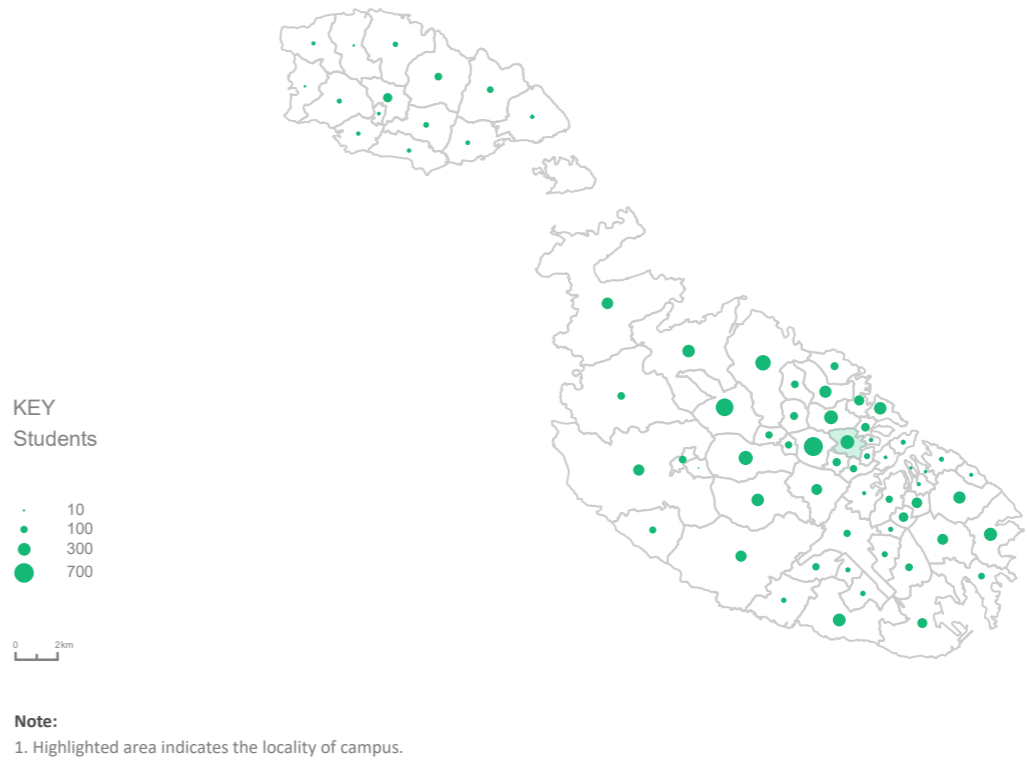 KEY
Students
10
100
300
700
0 2km
Note:
1. Highlighted area indicates the locality of campus.